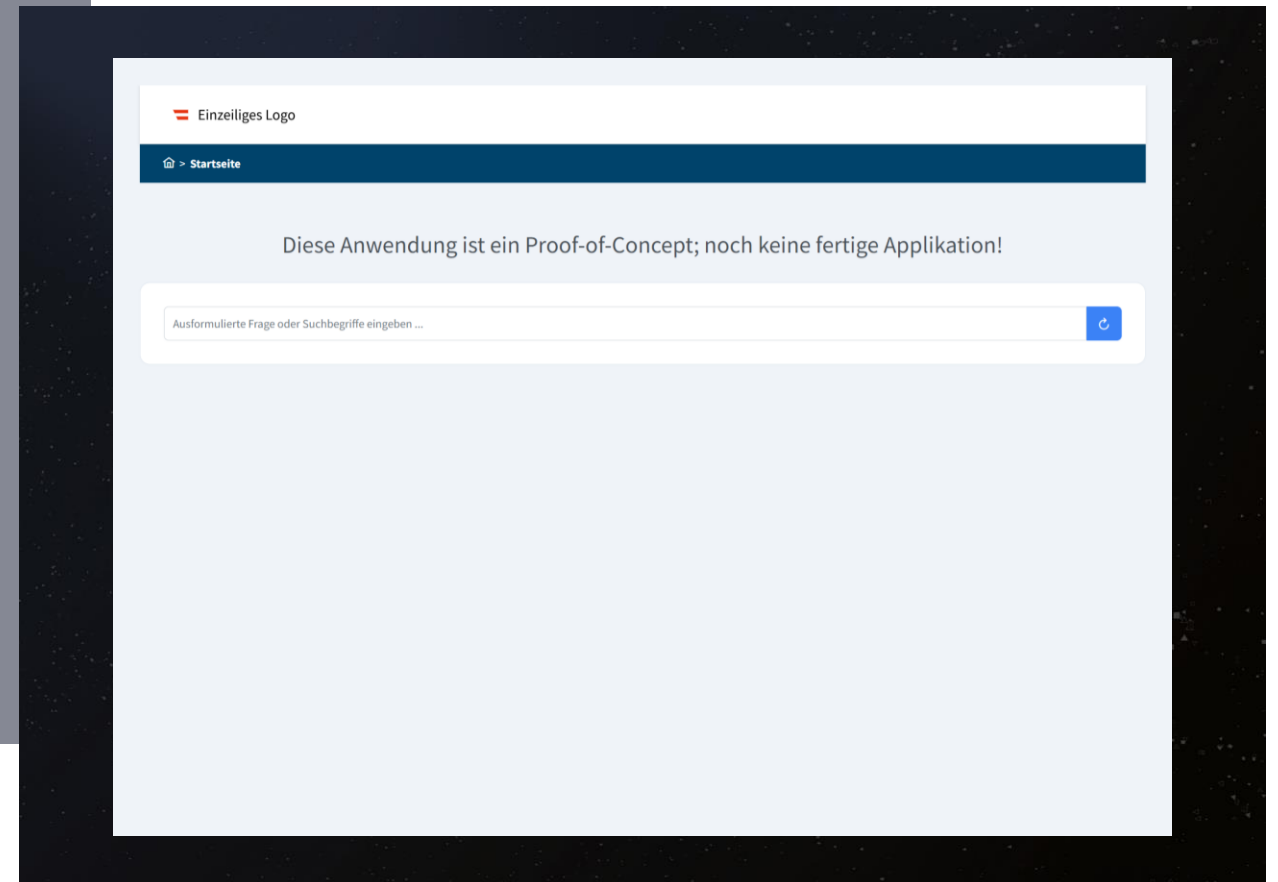 Einzeiliges Logo
> Startseite
Diese Anwendung ist ein Proof-of-Concept; noch keine fertige Applikation!
Ausformulierte Frage oder Suchbegriffe eingeben ...